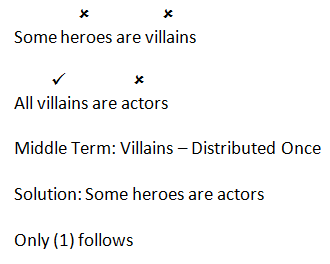 ✗ ✗
Some heroes are villains
✓ ✗
All villains are actors
Middle Term: Villains – Distributed Once
Solution: Some heroes are actors
Only (1) follows